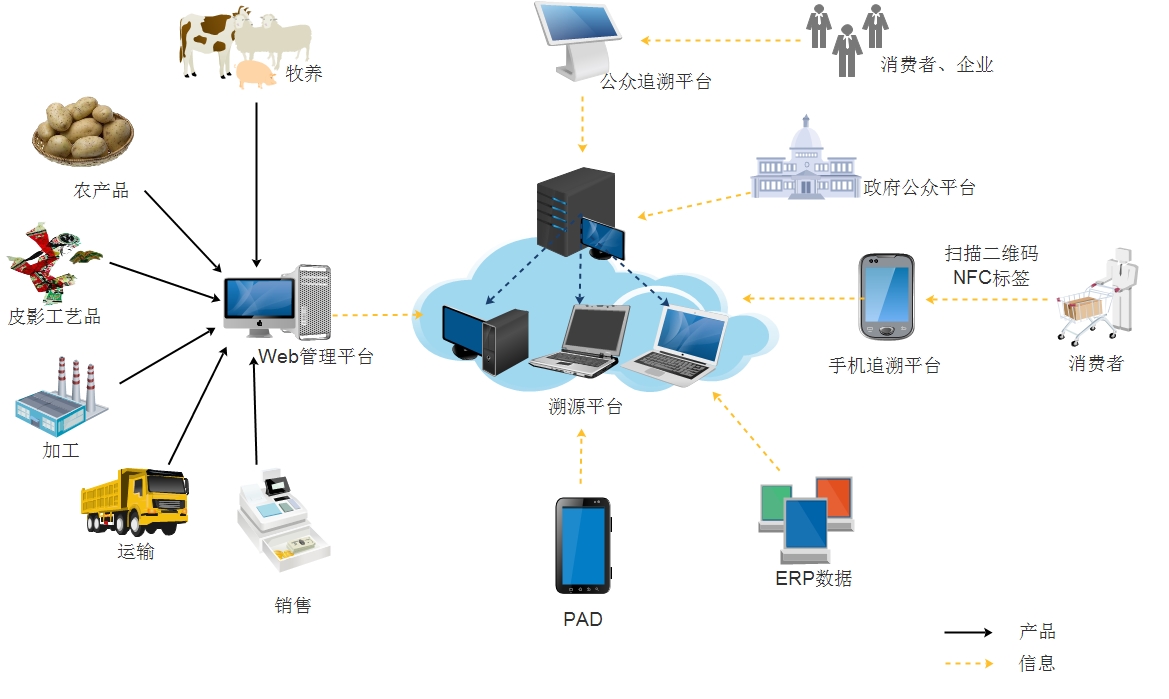 牧养
公众追溯平台
消费者、企业
农产品
政府公众平台
扫描二维码
NFC标签
皮影工艺品
Web管理平台
手机追溯平台
消费者
溯源平台
加工
运输
ERP数据
销售
PAD
产品
信息